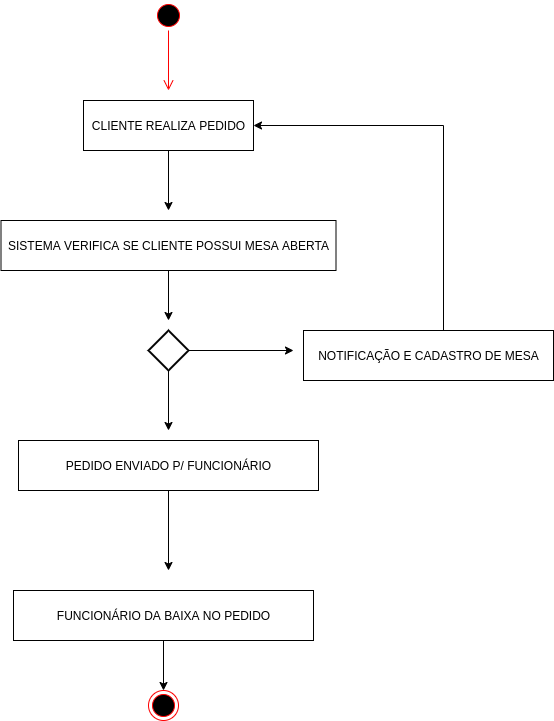 CLIENTE REALIZA PEDIDO
SISTEMA VERIFICA SE CLIENTE POSSUI MESA ABERTA
NOTIFICAÇÃO E CADASTRO DE MESA
PEDIDO ENVIADO P/ FUNCIONÁRIO
FUNCIONÁRIO DA BAIXA NO PEDIDO